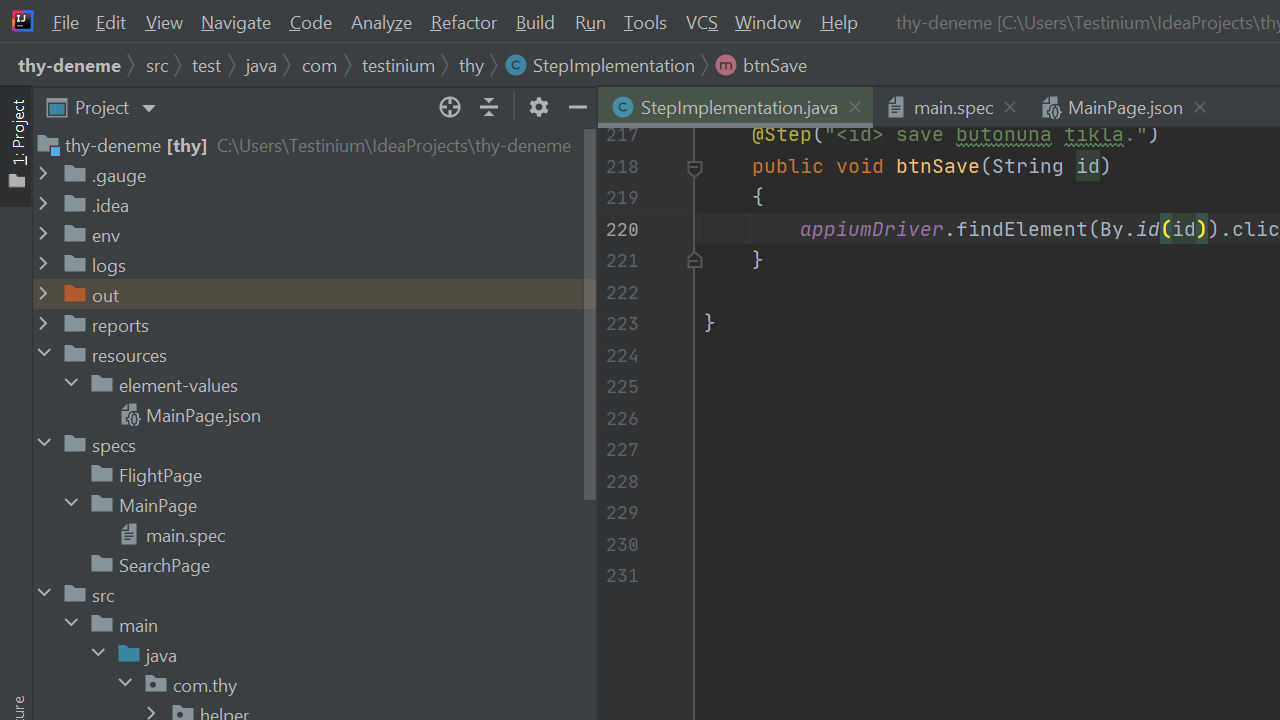 File Edit View Navigate Code Analyze Refactor Build Run Tools VCS Window Help thy-deneme [C:\Users\Testinium\IdeaProjects\thy
thy-deneme src test java com testinium thy StepImplementation btnSave
1: Project
Project
StepImplementation.java main.spec MainPage.json
thy-deneme [thy] C:\Users\Testinium\IdeaProjects\thy-deneme
.gauge
.idea
env
logs
out
reports
resources
element-values
MainPage.json
specs
FlightPage
MainPage
main.spec
SearchPage
src
main
java
com.thy
helper
217 @Step("<id> save butonuna tikla.")
218 public void btnSave(String id)
219 {
220 appiumDriver.findElement(By.id(id)).clic
221 }
222
223 }
224
225
226
227
228
229
230
231